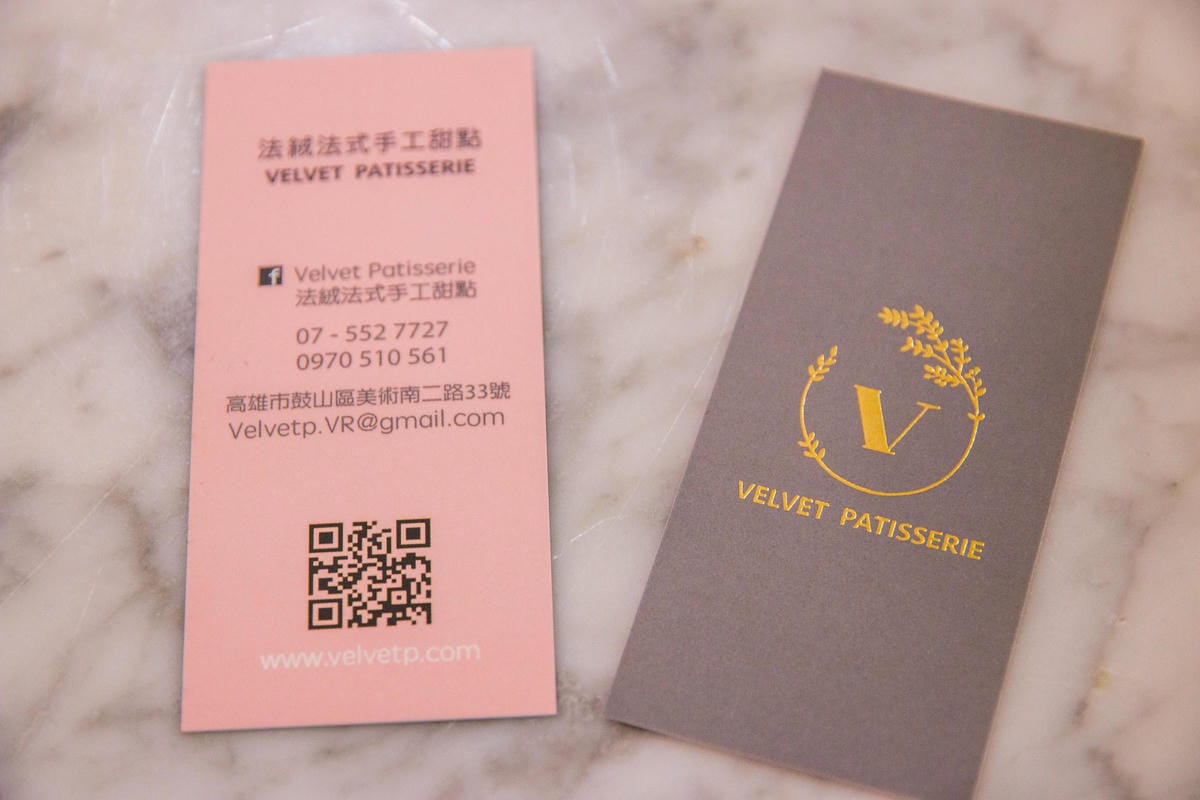 法絨法式手工甜點
VELVET PATISSERIE
f Velvet Patisserie
法絨法式手工甜點
07 - 552 7727
0970 510 561
高雄市鼓山區美術南二路33號
Velvetp.VR@gmail.com
www.velvetp.com
V
VELVET PATISSERIE